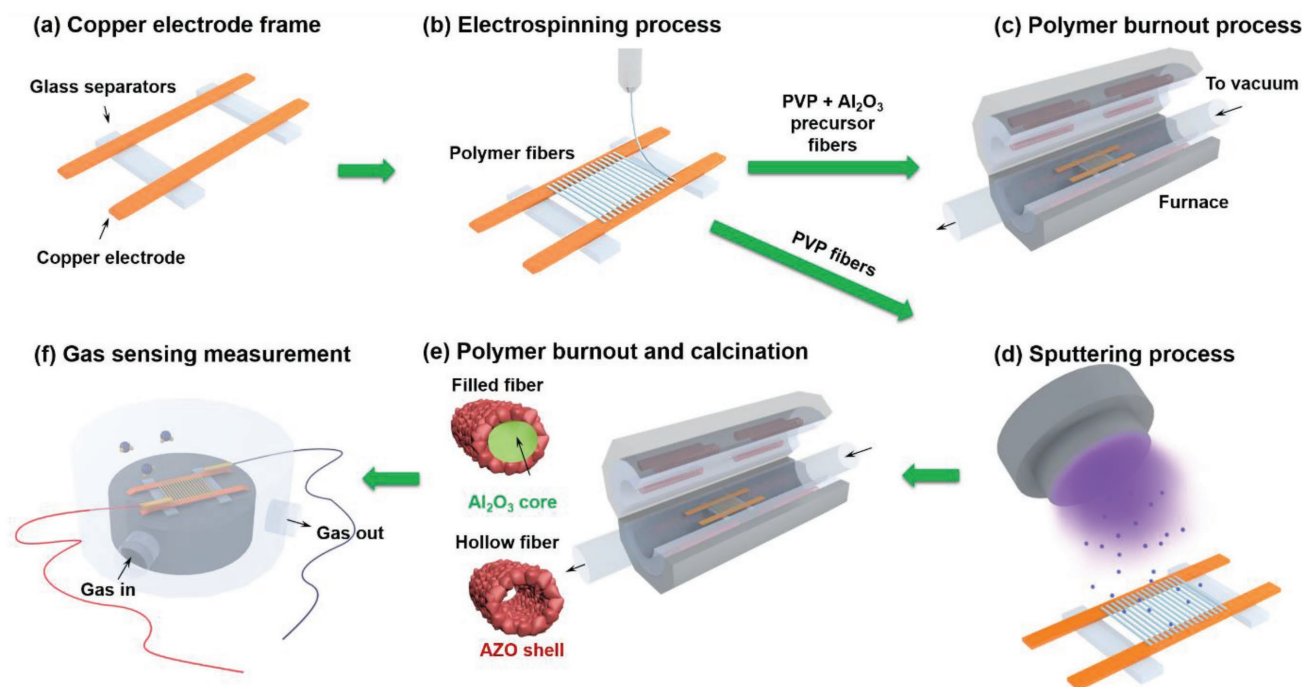 (a) Copper electrode frame
Glass separators
Copper electrode
(b) Electrospinning process
Polymer fibers
PVP + Al₂O₃
precursor
fibers
PVP fibers
(c) Polymer burnout process
To vacuum
Furnace
(f) Gas sensing measurement
Gas out
Gas in
(e) Polymer burnout and calcination
Filled fiber
Al₂O₃ core
Hollow fiber
AZO shell
(d) Sputtering process